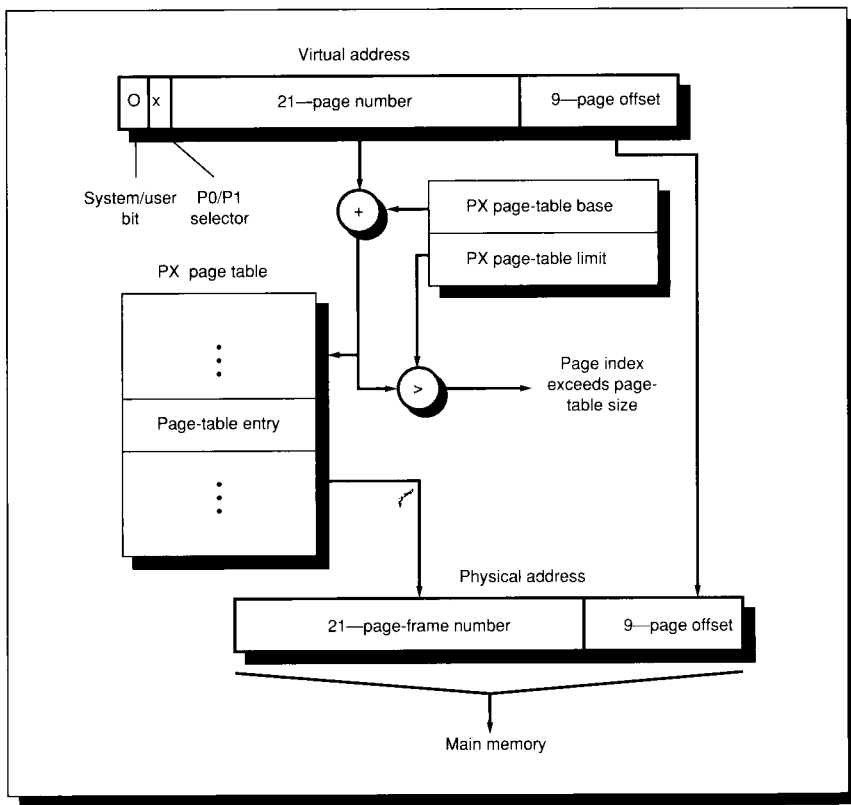 Virtual address
O x 21—page number 9—page offset
System/user
bit
P0/P1
selector
PX page-table base
PX page-table limit
+
PX page table
Page-table entry
>
Page index
exceeds page-
table size
Physical address
21—page-frame number 9—page offset
Main memory